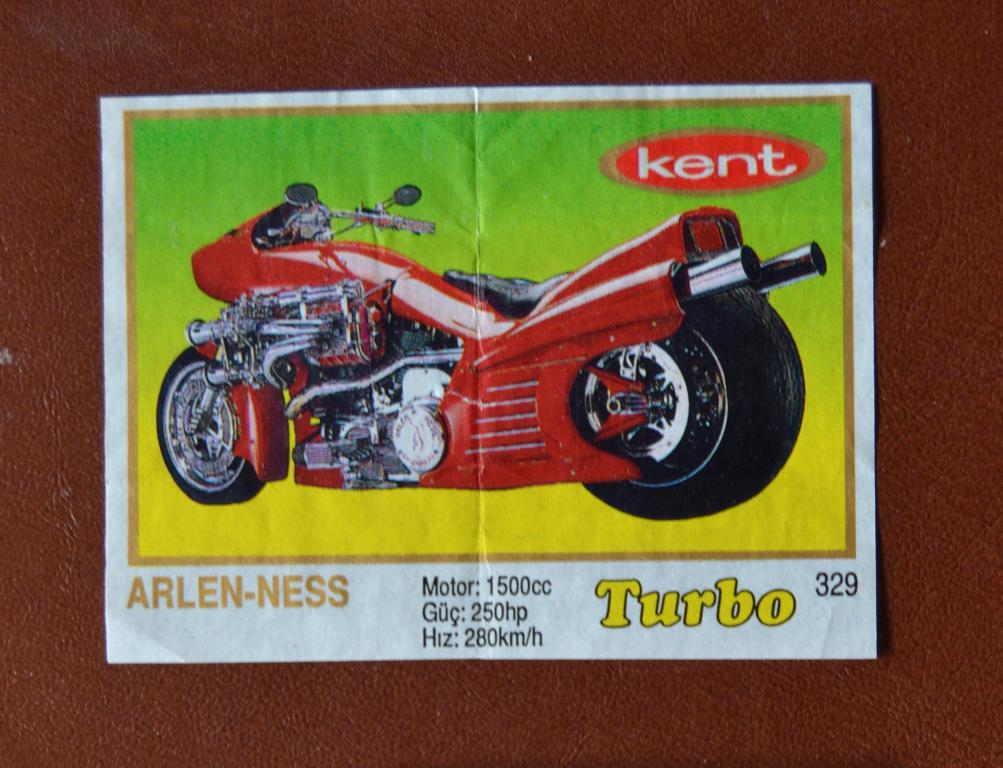 kent
ARLEN-NESS
Motor: 1500cc
Güç: 250hp
Hız: 280km/h
Turbo
329